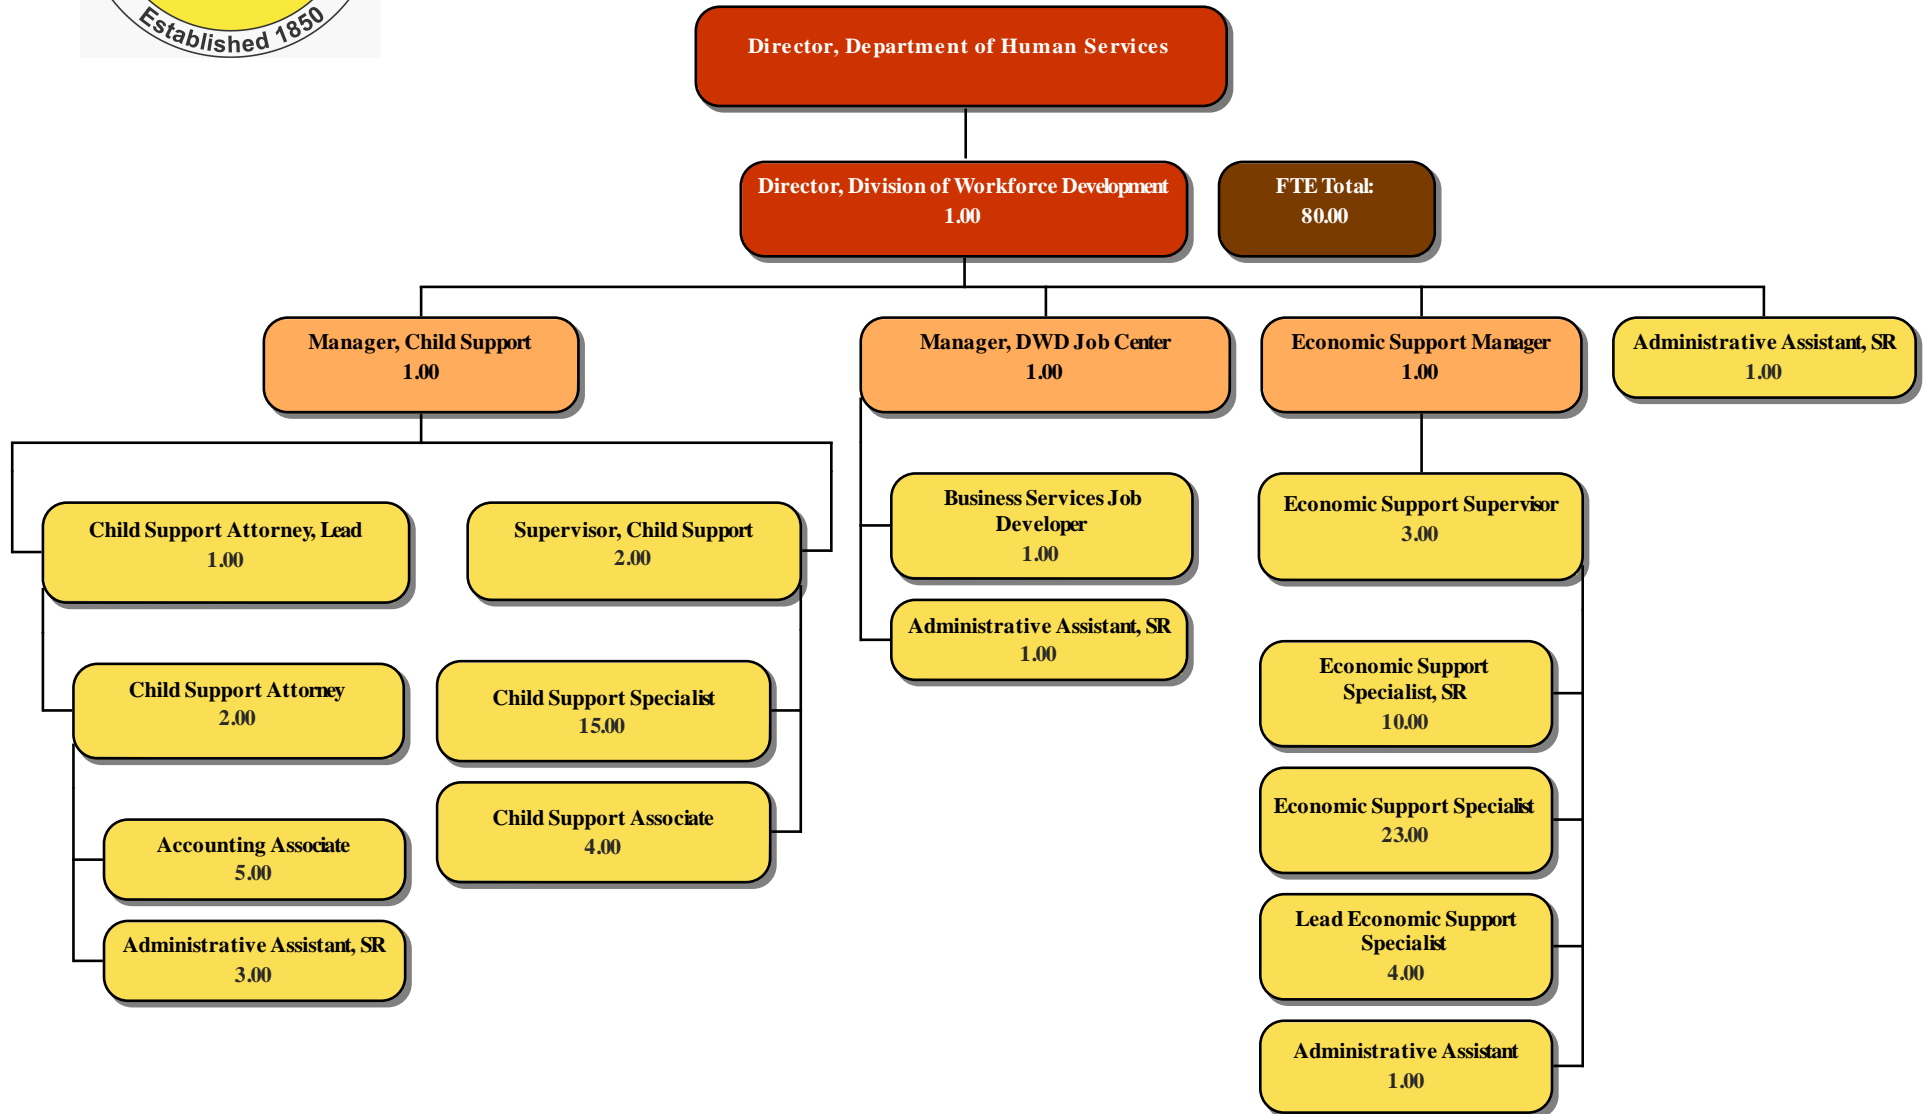 Established 1850
Director, Department of Human Services
Director, Division of Workforce Development
1.00
FTE Total:
80.00
Manager, Child Support
1.00
Manager, DWD Job Center
1.00
Economic Support Manager
1.00
Administrative Assistant, SR
1.00
Child Support Attorney, Lead
1.00
Supervisor, Child Support
2.00
Business Services Job
Developer
1.00
Economic Support Supervisor
3.00
Administrative Assistant, SR
1.00
Child Support Attorney
2.00
Child Support Specialist
15.00
Economic Support
Specialist, SR
10.00
Accounting Associate
5.00
Child Support Associate
4.00
Economic Support Specialist
23.00
Administrative Assistant, SR
3.00
Lead Economic Support
Specialist
4.00
Administrative Assistant
1.00